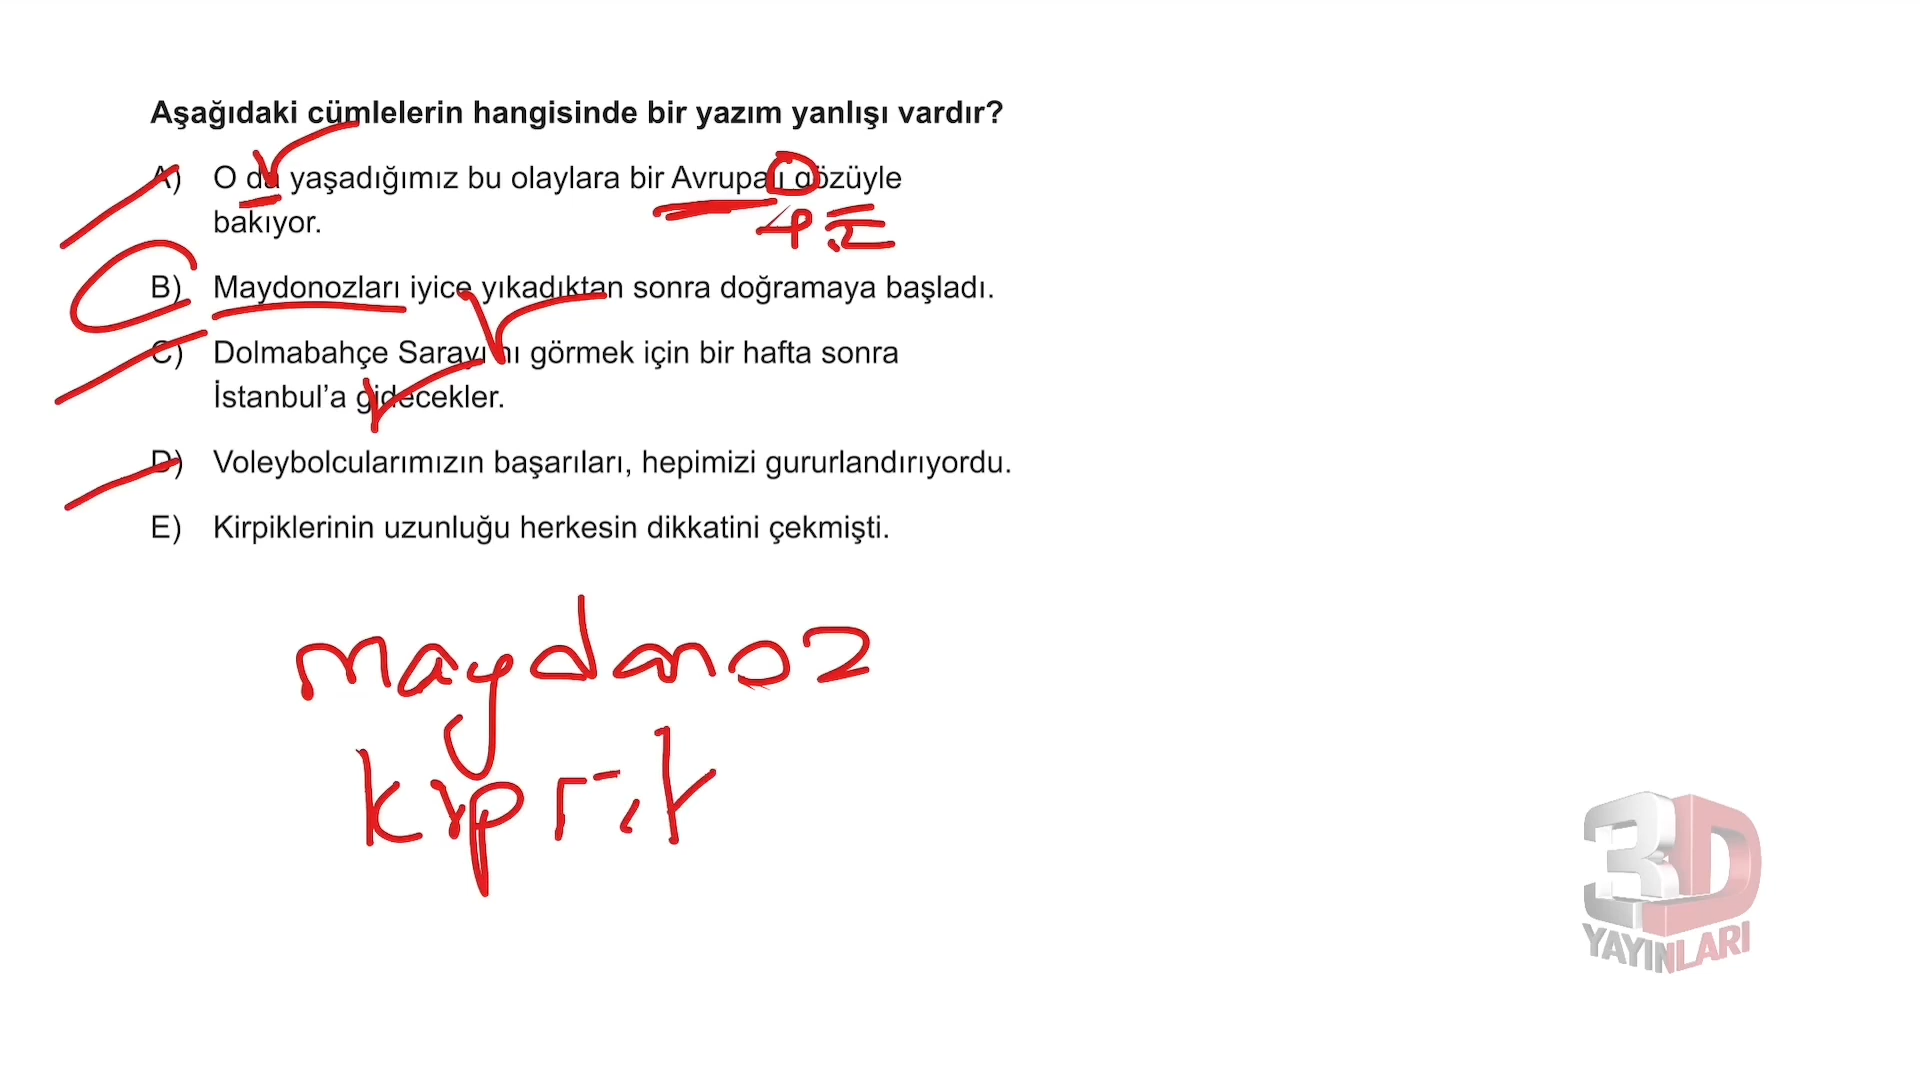 Aşağıdaki cümlelerin hangisinde bir yazım yanlışı vardır?
A) O da yaşadığımız bu olaylara bir Avrupalı gözüyle
bakıyor.
B) Maydonozları iyice yıkadıktan sonra doğramaya başladı.
C) Dolmabahçe Sarayı'nı görmek için bir hafta sonra
İstanbul’a gidecekler.
D) Voleybolcularımızın başarıları, hepimizi gururlandırıyordu.
E) Kirpiklerinin uzunluğu herkesin dikkatini çekmişti.
maydanoz
3D
YAYINLARI